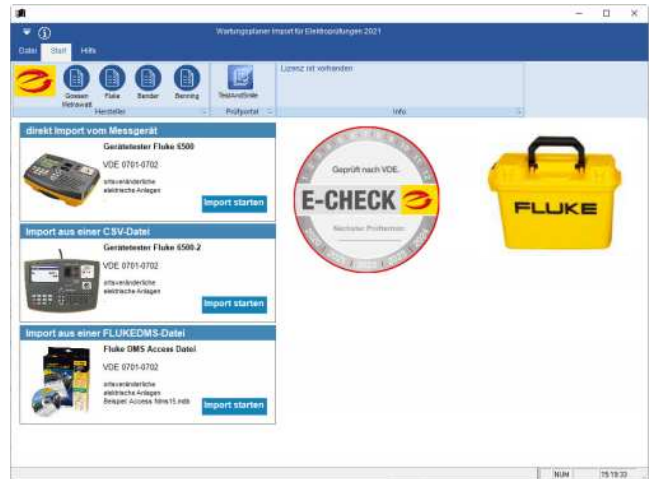 Wartungsplaner Import für Elektroprüfungen 2021
Datei Start Hilfe
Gossen Metrawatt
Fluke
Bender
Benning
TestAndSmile
Hersteller
Prüfportal
Info
Lizenz ist vorhanden
direkt Import vom Messgerät
Gerätetester Fluke 6500
VDE 0701-0702
ortsveränderliche
elektrische Anlagen
Import starten
Import aus einer CSV-Datei
Gerätetester Fluke 6500-2
VDE 0701-0702
ortsveränderliche
elektrische Anlagen
Import starten
Import aus einer FLUKEDMS-Datei
Fluke DMS Access Datei
VDE 0701-0702
ortsveränderliche
elektrische Anlagen
Import starten
Geprüft nach VDE.
E-CHECK
Nächster Prüftermin:
FLUKE
NUM
15:19:33